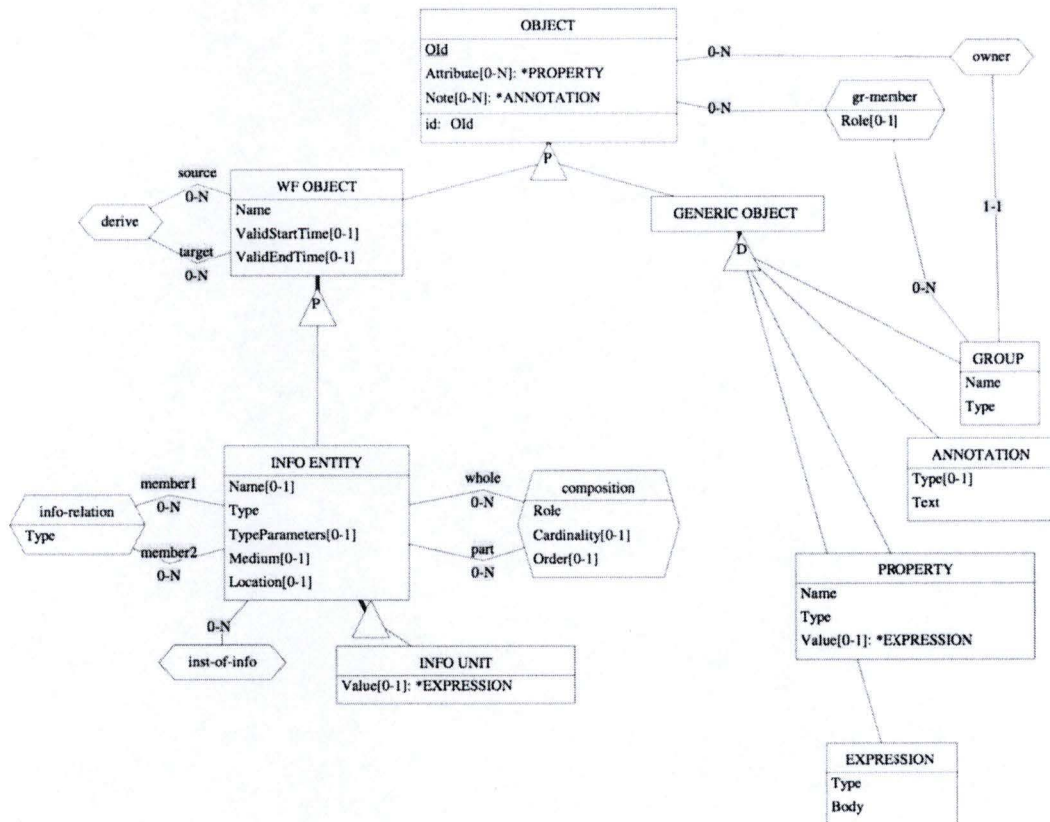 OBJECT
OId
Attribute[0-N]: *PROPERTY
Note[0-N]: *ANNOTATION
id: OId
0-N
owner
0-N
gr-member
Role[0-1]
P
source
0-N
derive
target
0-N
WF OBJECT
Name
ValidStartTime[0-1]
ValidEndTime[0-1]
GENERIC OBJECT
1-1
D
0-N
P
GROUP
Name
Type
ANNOTATION
Type[0-1]
Text
INFO ENTITY
Name[0-1]
Type
TypeParameters[0-1]
Medium[0-1]
Location[0-1]
member1
0-N
info-relation
Type
member2
0-N
whole
0-N
composition
Role
Cardinality[0-1]
Order[0-1]
part
0-N
PROPERTY
Name
Type
Value[0-1]: *EXPRESSION
0-N
inst-of-info
INFO UNIT
Value[0-1]: *EXPRESSION
EXPRESSION
Type
Body